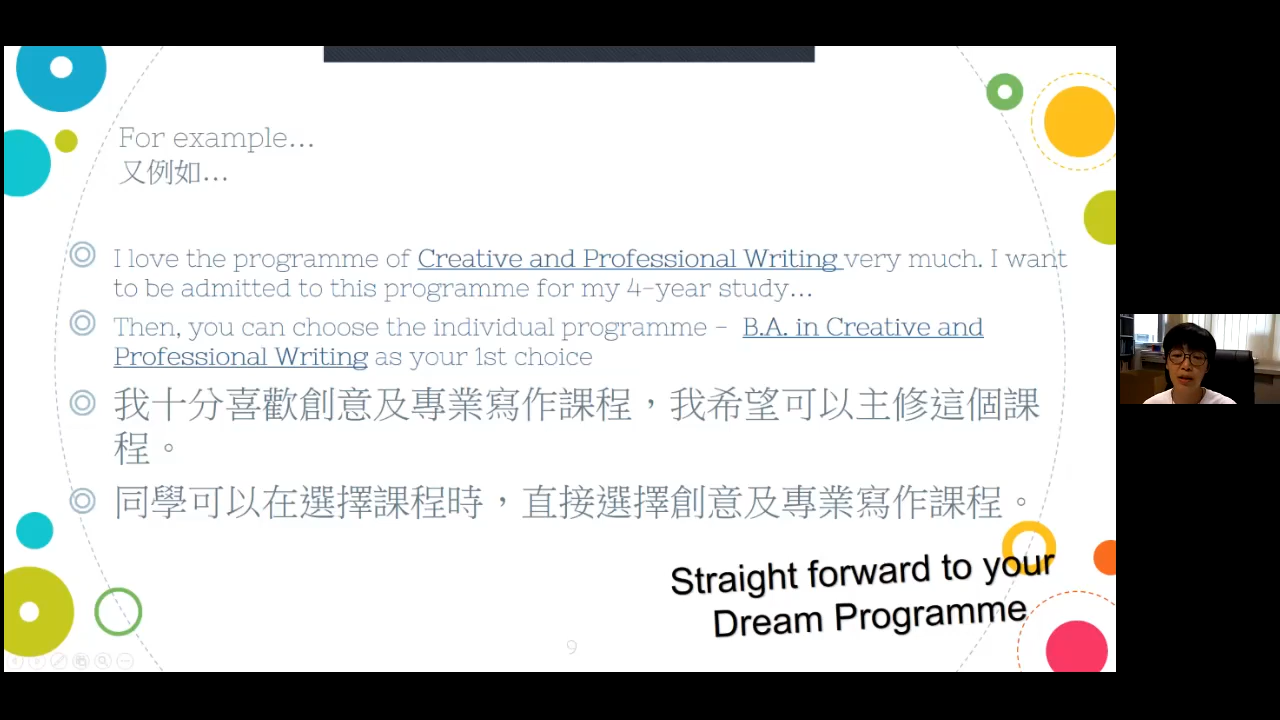 For example...
又例如...
I love the programme of Creative and Professional Writing very much. I want
to be admitted to this programme for my 4-year study...
Then, you can choose the individual programme - B.A. in Creative and
Professional Writing as your 1st choice
我十分喜歡創意及專業寫作課程，我希望可以主修這個課
程。
同學可以在選擇課程時，直接選擇創意及專業寫作課程。
Straight forward to your
Dream Programme
9